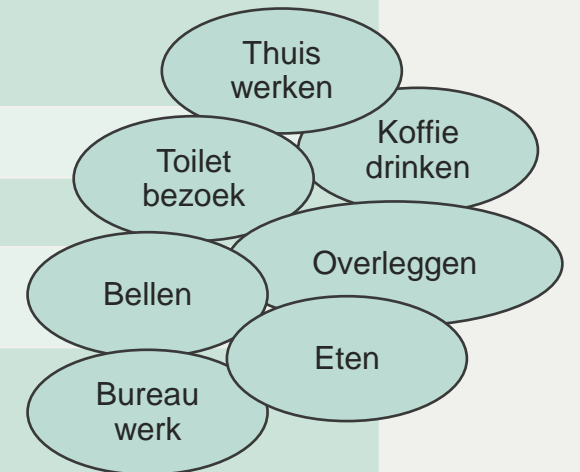 Thuis
werken
Koffie
drinken
Toilet
bezoek
Overleggen
Bellen
Eten
Bureau
werk